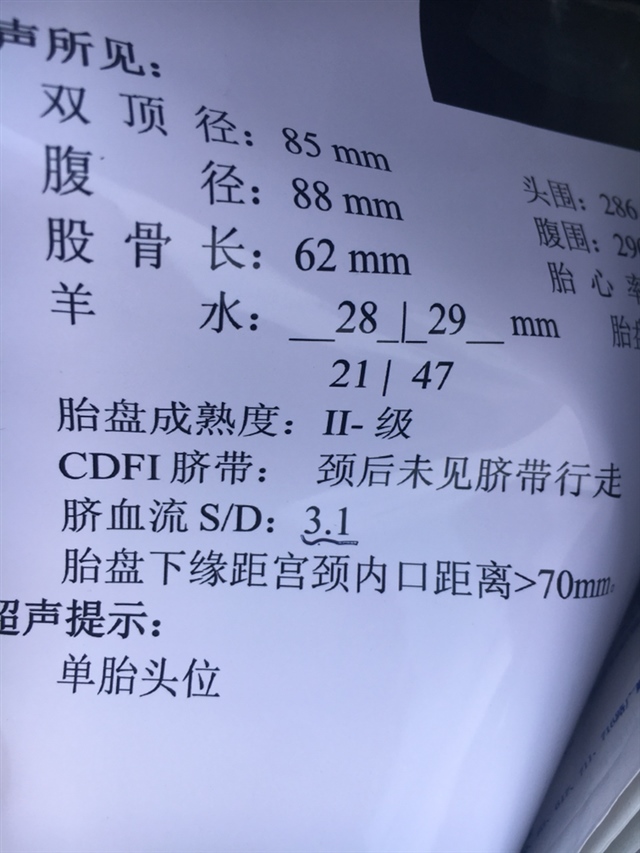 声所见：
双 顶 径： 85 mm
腹 径： 88 mm
头围： 286
股 骨 长： 62 mm
腹围：
羊 水： __28_|_29__ mm
胎 心 率
21 | 47
胎盘成熟度： II- 级
CDFI 脐带： 颈后未见脐带行走
脐血流 S/D： 3.1
胎盘下缘距宫颈内口距离>70mm
超声提示：
单胎头位